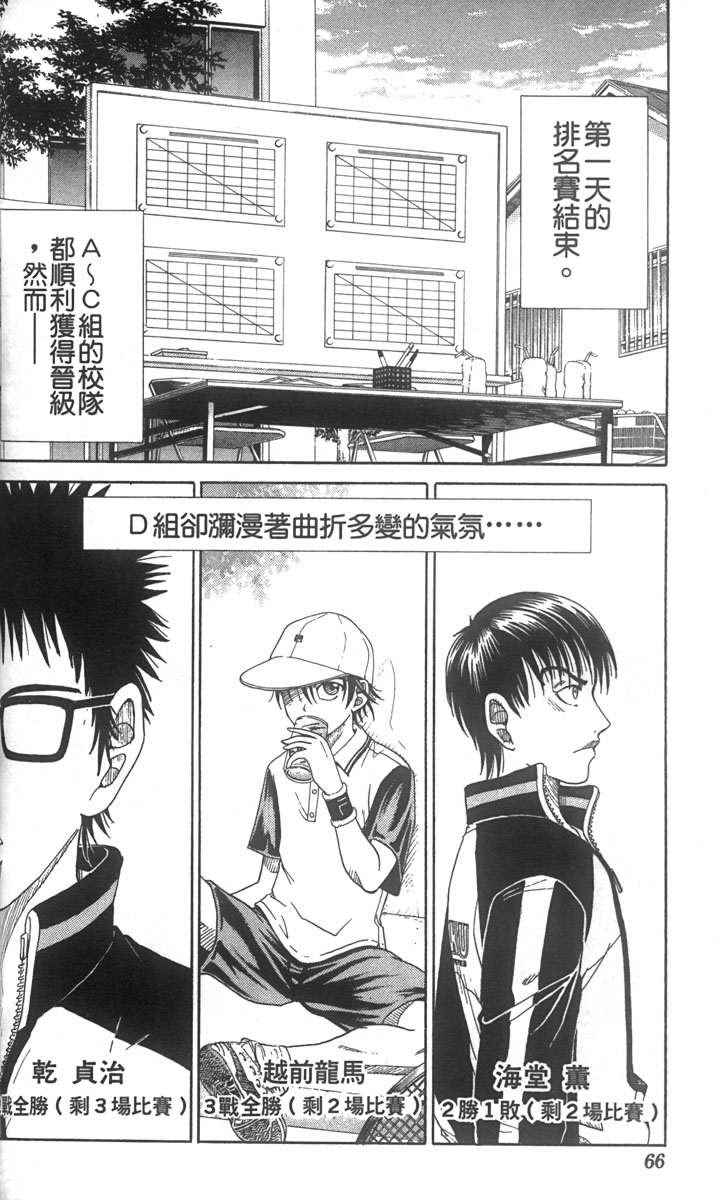 第一天的
排名賽結束。
A～C組的校隊
都順利獲得晉級
，然而——
D組卻瀰漫著曲折多變的氣氛……
海堂 薰
2勝1敗（剩2場比賽）
越前龍馬
3戰全勝（剩2場比賽）
乾 貞治
戰全勝（剩3場比賽）
66